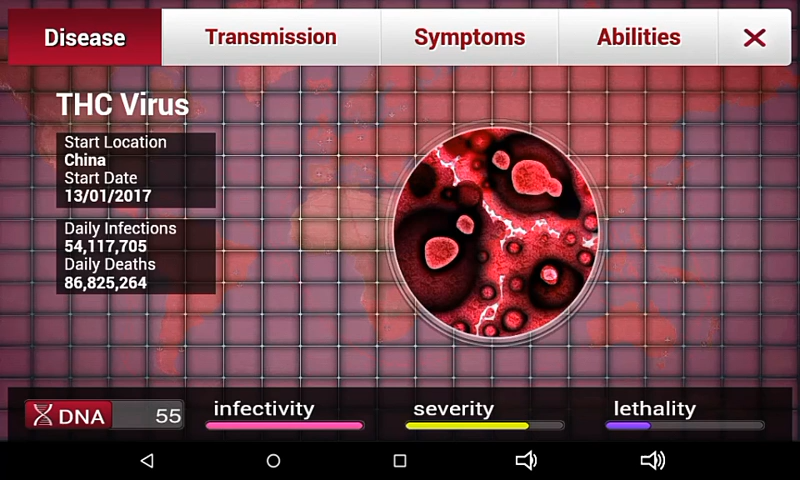 Disease
Transmission
Symptoms
Abilities
THC Virus
Start Location
China
Start Date
13/01/2017
Daily Infections
54,117,705
Daily Deaths
86,825,264
DNA 55
infectivity
severity
lethality